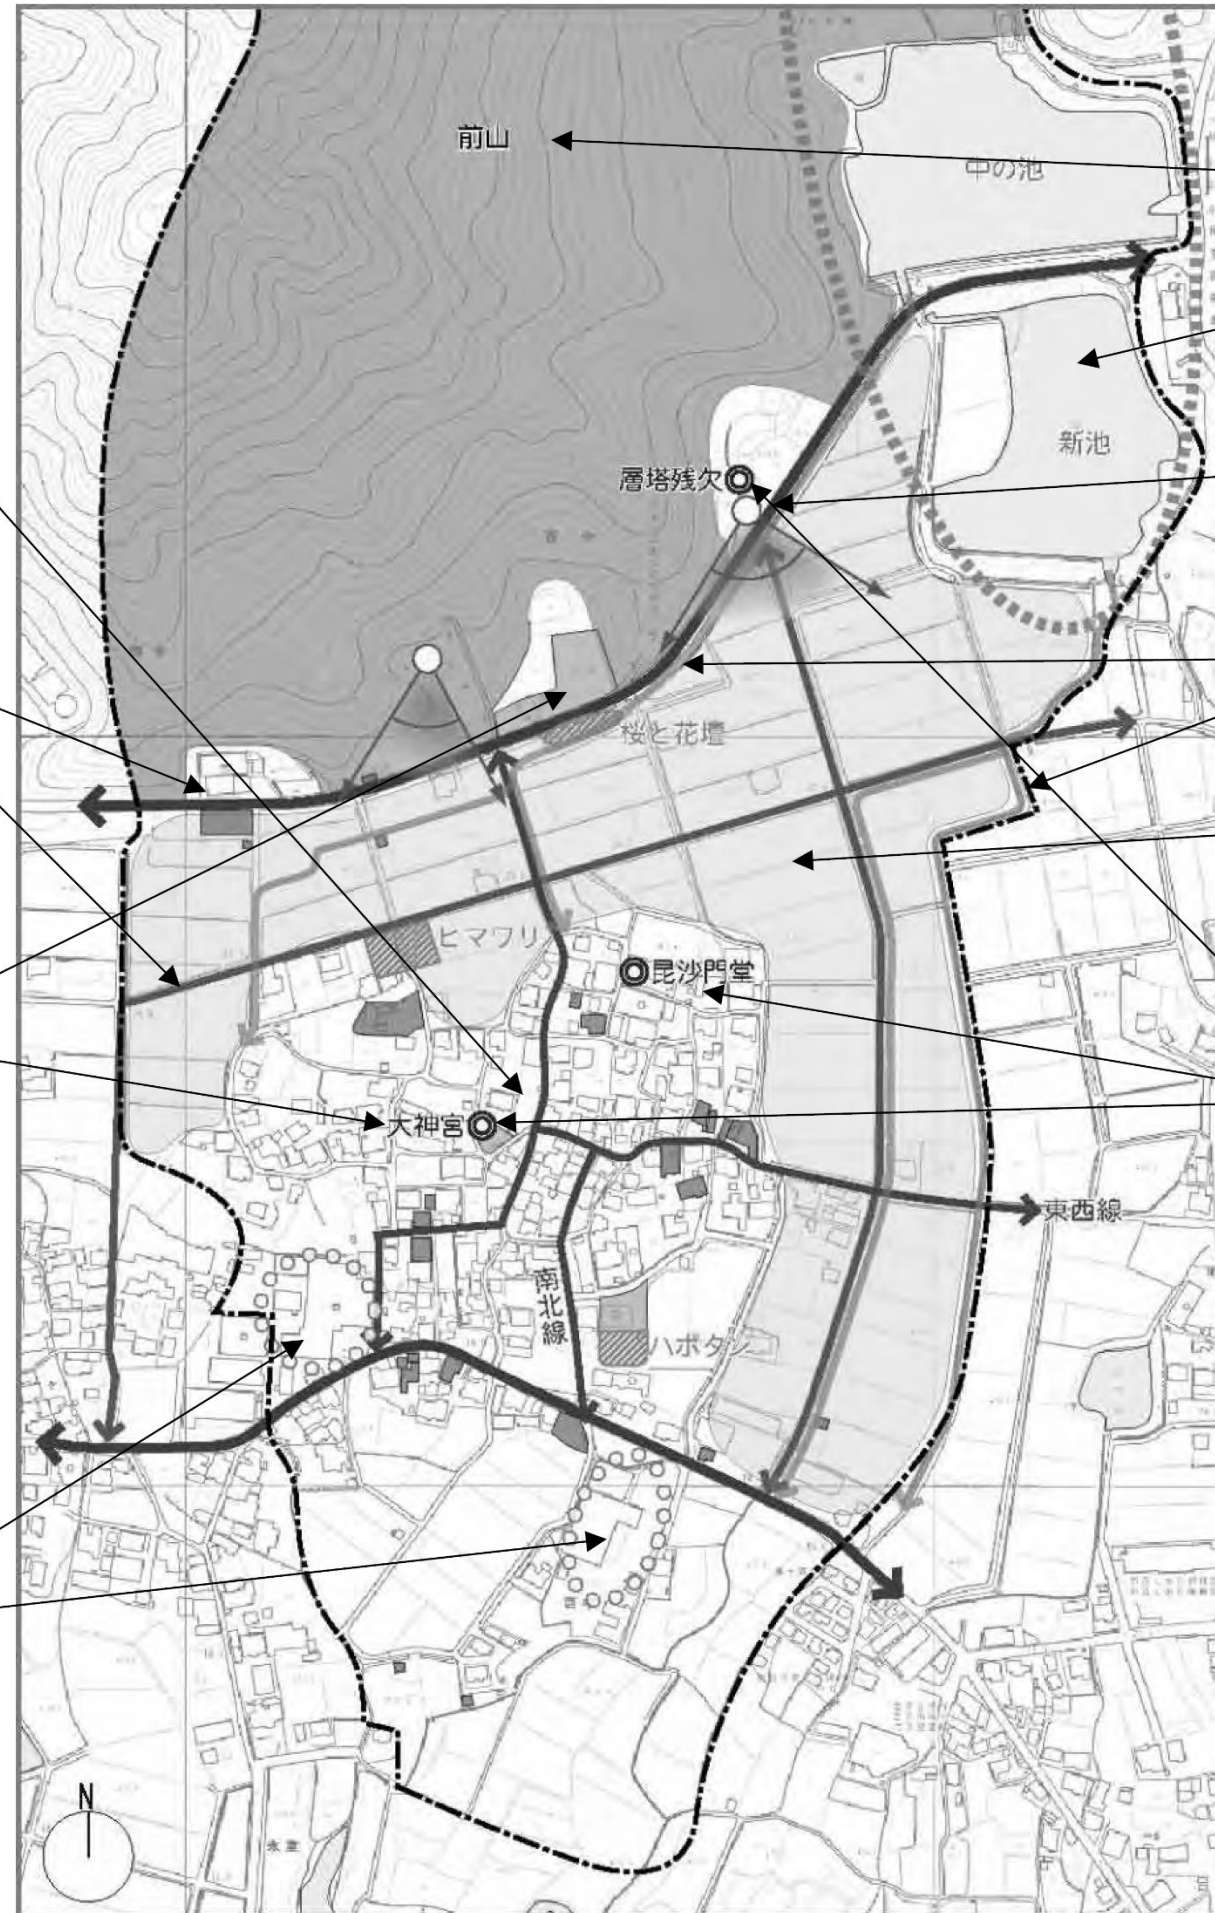 前山
中の池
新池
層塔残欠
桜と花壇
ヒマワリ
毘沙門堂
大神宮
東西線
南北線
ハボタン
N